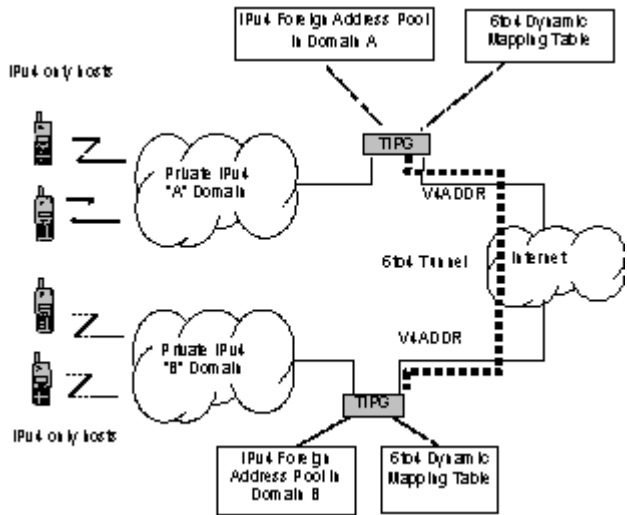 IPv4 Foreign Address Pool
in Domain A
6to4 Dynamic
Mapping Table
IPv4 only hosts
TIPG
Private IPv4
"A" Domain
V4ADDR
6to4 Tunnel
Internet
V4ADDR
Private IPv4
"B" Domain
TIPG
IPv4 only hosts
IPv4 Foreign
Address Pool in
Domain B
6to4 Dynamic
Mapping Table